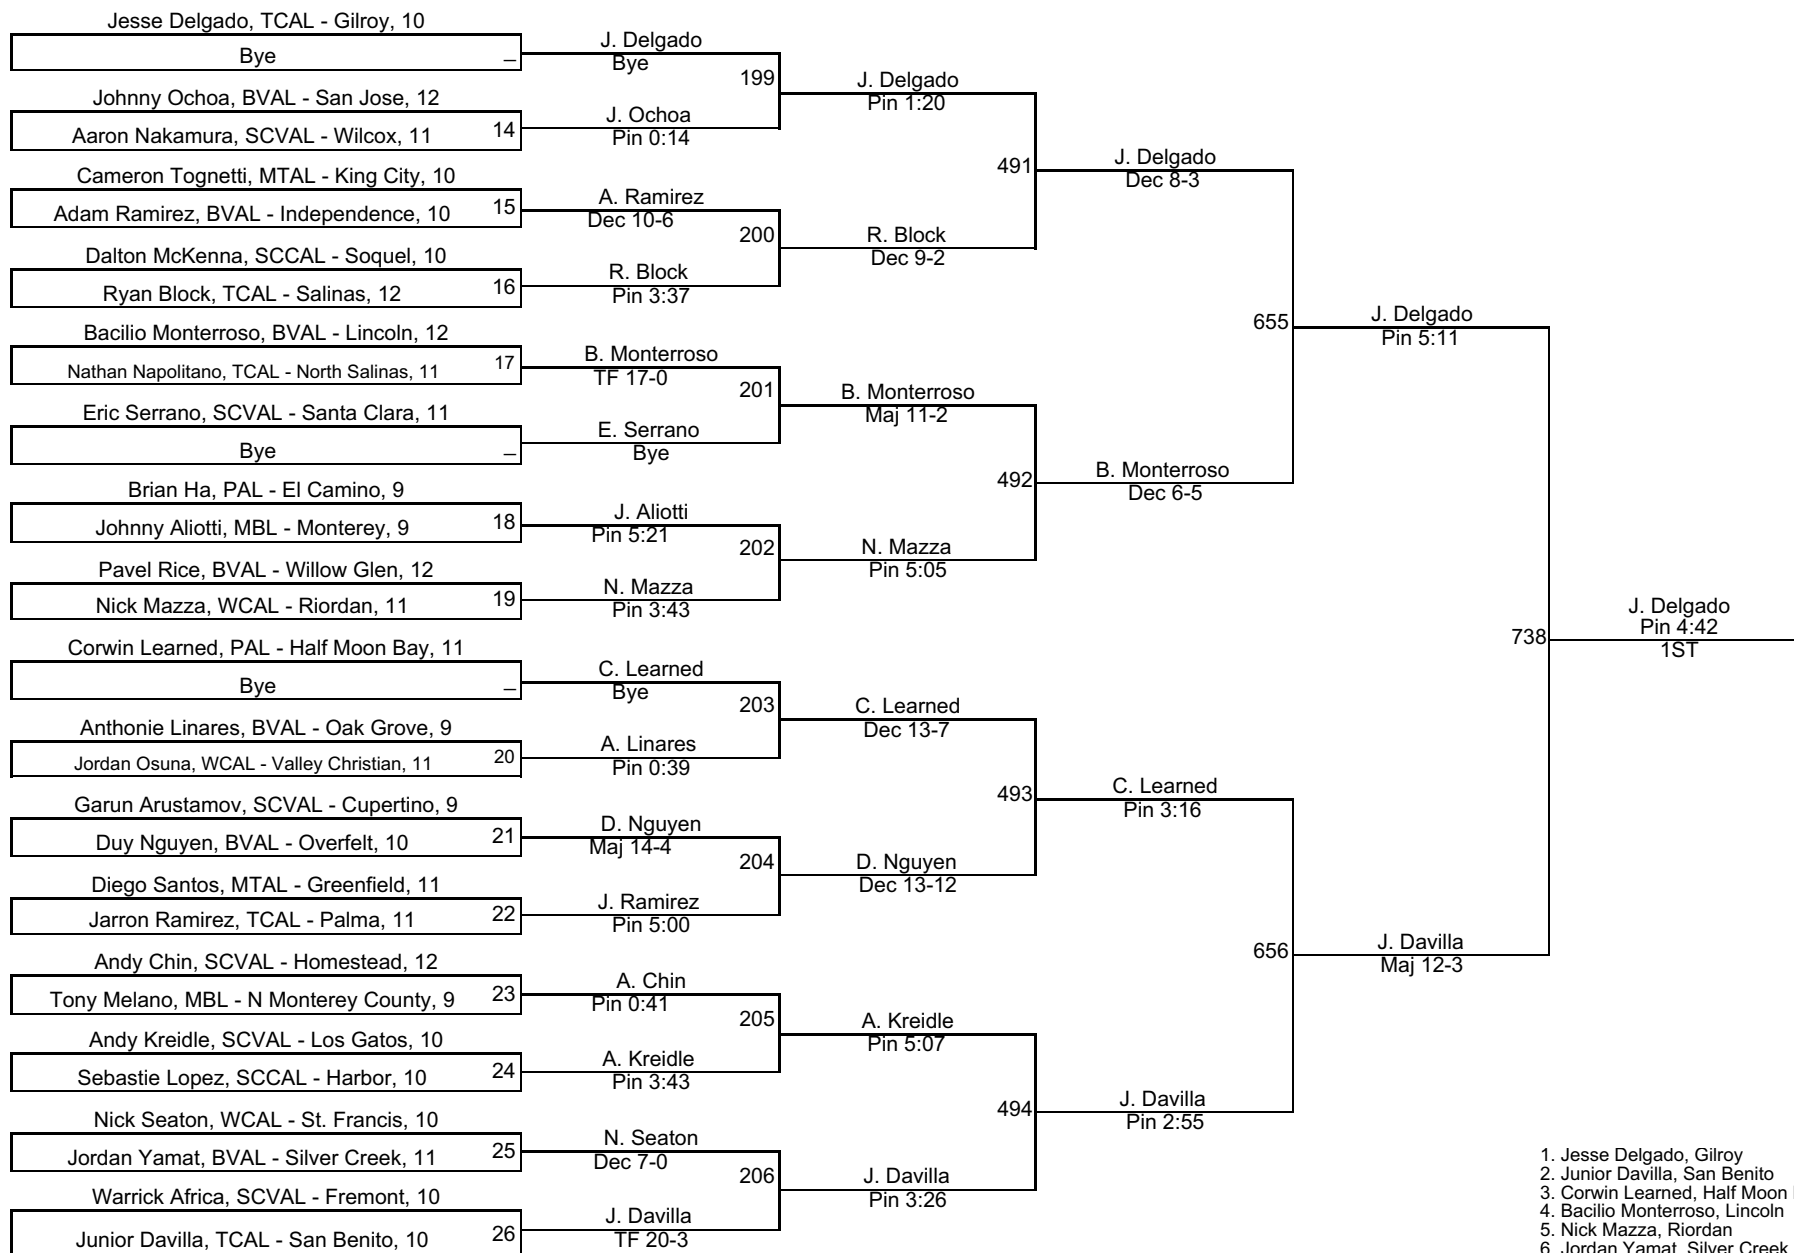 Jesse Delgado, TCAL - Gilroy, 10
Bye –
Johnny Ochoa, BVAL - San Jose, 12
Aaron Nakamura, SCVAL - Wilcox, 11 14
Cameron Tognetti, MTAL - King City, 10
Adam Ramirez, BVAL - Independence, 10 15
Dalton McKenna, SCCAL - Soquel, 10
Ryan Block, TCAL - Salinas, 12 16
Bacilio Monterroso, BVAL - Lincoln, 12
Nathan Napolitano, TCAL - North Salinas, 11 17
Eric Serrano, SCVAL - Santa Clara, 11
Bye –
Brian Ha, PAL - El Camino, 9
Johnny Aliotti, MBL - Monterey, 9 18
Pavel Rice, BVAL - Willow Glen, 12
Nick Mazza, WCAL - Riordan, 11 19
Corwin Learned, PAL - Half Moon Bay, 11
Bye –
Anthonie Linares, BVAL - Oak Grove, 9
Jordan Osuna, WCAL - Valley Christian, 11 20
Garun Arustamov, SCVAL - Cupertino, 9
Duy Nguyen, BVAL - Overfelt, 10 21
Diego Santos, MTAL - Greenfield, 11
Jarron Ramirez, TCAL - Palma, 11 22
Andy Chin, SCVAL - Homestead, 12
Tony Melano, MBL - N Monterey County, 9 23
Andy Kreidle, SCVAL - Los Gatos, 10
Sebastie Lopez, SCCAL - Harbor, 10 24
Nick Seaton, WCAL - St. Francis, 10
Jordan Yamat, BVAL - Silver Creek, 11 25
Warrick Africa, SCVAL - Fremont, 10
Junior Davilla, TCAL - San Benito, 10 26
J. Delgado
Bye
199
J. Ochoa
Pin 0:14
A. Ramirez
Dec 10-6
200
R. Block
Pin 3:37
B. Monterroso
TF 17-0
201
E. Serrano
Bye
J. Aliotti
Pin 5:21
202
N. Mazza
Pin 3:43
C. Learned
Bye
203
A. Linares
Pin 0:39
D. Nguyen
Maj 14-4
204
J. Ramirez
Pin 5:00
A. Chin
Pin 0:41
205
A. Kreidle
Pin 3:43
N. Seaton
Dec 7-0
206
J. Davilla
TF 20-3
J. Delgado
Pin 1:20
491
R. Block
Dec 9-2
B. Monterroso
Maj 11-2
492
N. Mazza
Pin 5:05
C. Learned
Dec 13-7
493
D. Nguyen
Dec 13-12
A. Kreidle
Pin 5:07
494
J. Davilla
Pin 3:26
J. Delgado
Dec 8-3
655
B. Monterroso
Dec 6-5
C. Learned
Pin 3:16
656
J. Davilla
Pin 2:55
J. Delgado
Pin 5:11
738
J. Davilla
Maj 12-3
J. Delgado
Pin 4:42
1ST
1. Jesse Delgado, Gilroy
2. Junior Davilla, San Benito
3. Corwin Learned, Half Moon
4. Bacilio Monterroso, Lincoln
5. Nick Mazza, Riordan
6. Jordan Yamat, Silver Creek